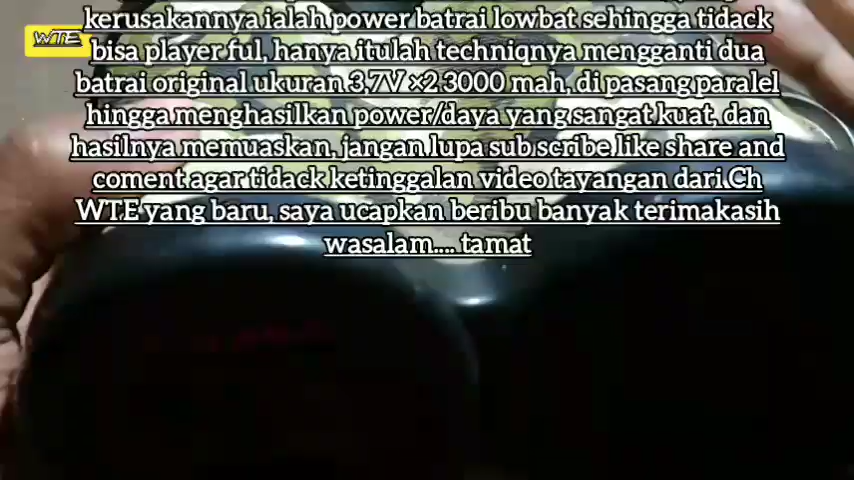 kerusakannya ialah power batrai lowbat sehingga tidack
WTE
bisa player ful, hanya itulah techniqnya mengganti dua
batrai original ukuran 3,7V ×2 3000 mah, di pasang paralel
hingga menghasilkan power/daya yang sangat kuat, dan
hasilnya memuaskan, jangan lupa sub scribe like share and
coment agar tidack ketinggalan video tayangan dari Ch
WTE yang baru, saya ucapkan beribu banyak terimakasih
wasalam.... tamat